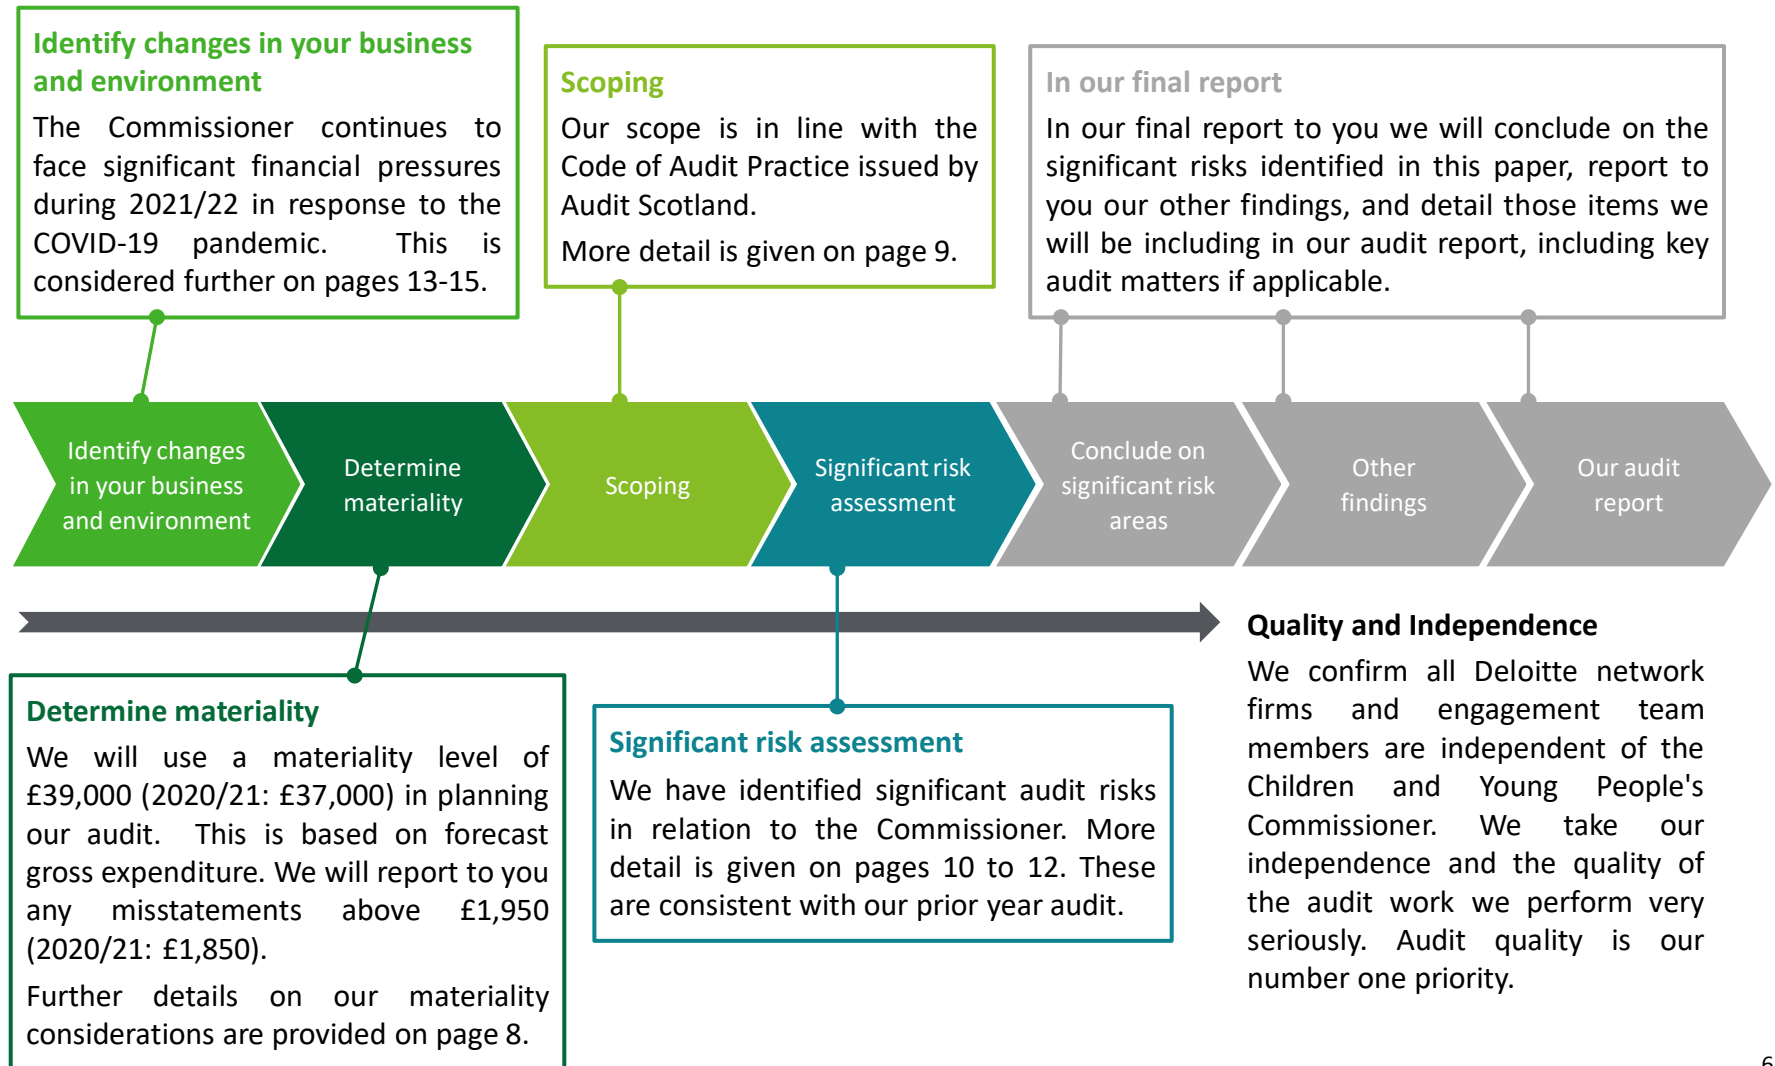 Identify changes in your business
and environment
The Commissioner continues to
face significant financial pressures
during 2021/22 in response to the
COVID-19 pandemic. This is
considered further on pages 13-15.
Scoping
Our scope is in line with the
Code of Audit Practice issued by
Audit Scotland.
More detail is given on page 9.
In our final report
In our final report to you we will conclude on the
significant risks identified in this paper, report to
you our other findings, and detail those items we
will be including in our audit report, including key
audit matters if applicable.
Identify changes
in your business
and environment
Determine
materiality
Scoping
Significant risk
assessment
Conclude on
significant risk
areas
Other
findings
Our audit
report
Determine materiality
We will use a materiality level of
£39,000 (2020/21: £37,000) in planning
our audit. This is based on forecast
gross expenditure. We will report to you
any misstatements above £1,950
(2020/21: £1,850).
Further details on our materiality
considerations are provided on page 8.
Significant risk assessment
We have identified significant audit risks
in relation to the Commissioner. More
detail is given on pages 10 to 12. These
are consistent with our prior year audit.
Quality and Independence
We confirm all Deloitte network
firms and engagement team
members are independent of the
Children and Young People's
Commissioner. We take our
independence and the quality of
the audit work we perform very
seriously. Audit quality is our
number one priority.
6